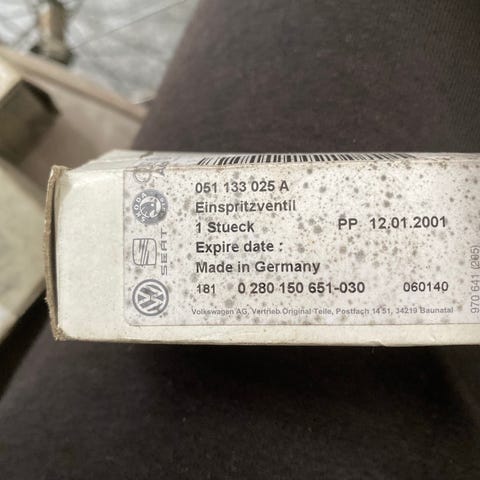 051 133 025 A
Einspritzventil
1 Stueck PP 12.01.2001
Expire date :
Made in Germany
181 0 280 150 651-030 060140
Volkswagen AG, Vertrieb Original Teile, Postfach 14 51, 34219 Baunatal
SEAT
970 641 (205)